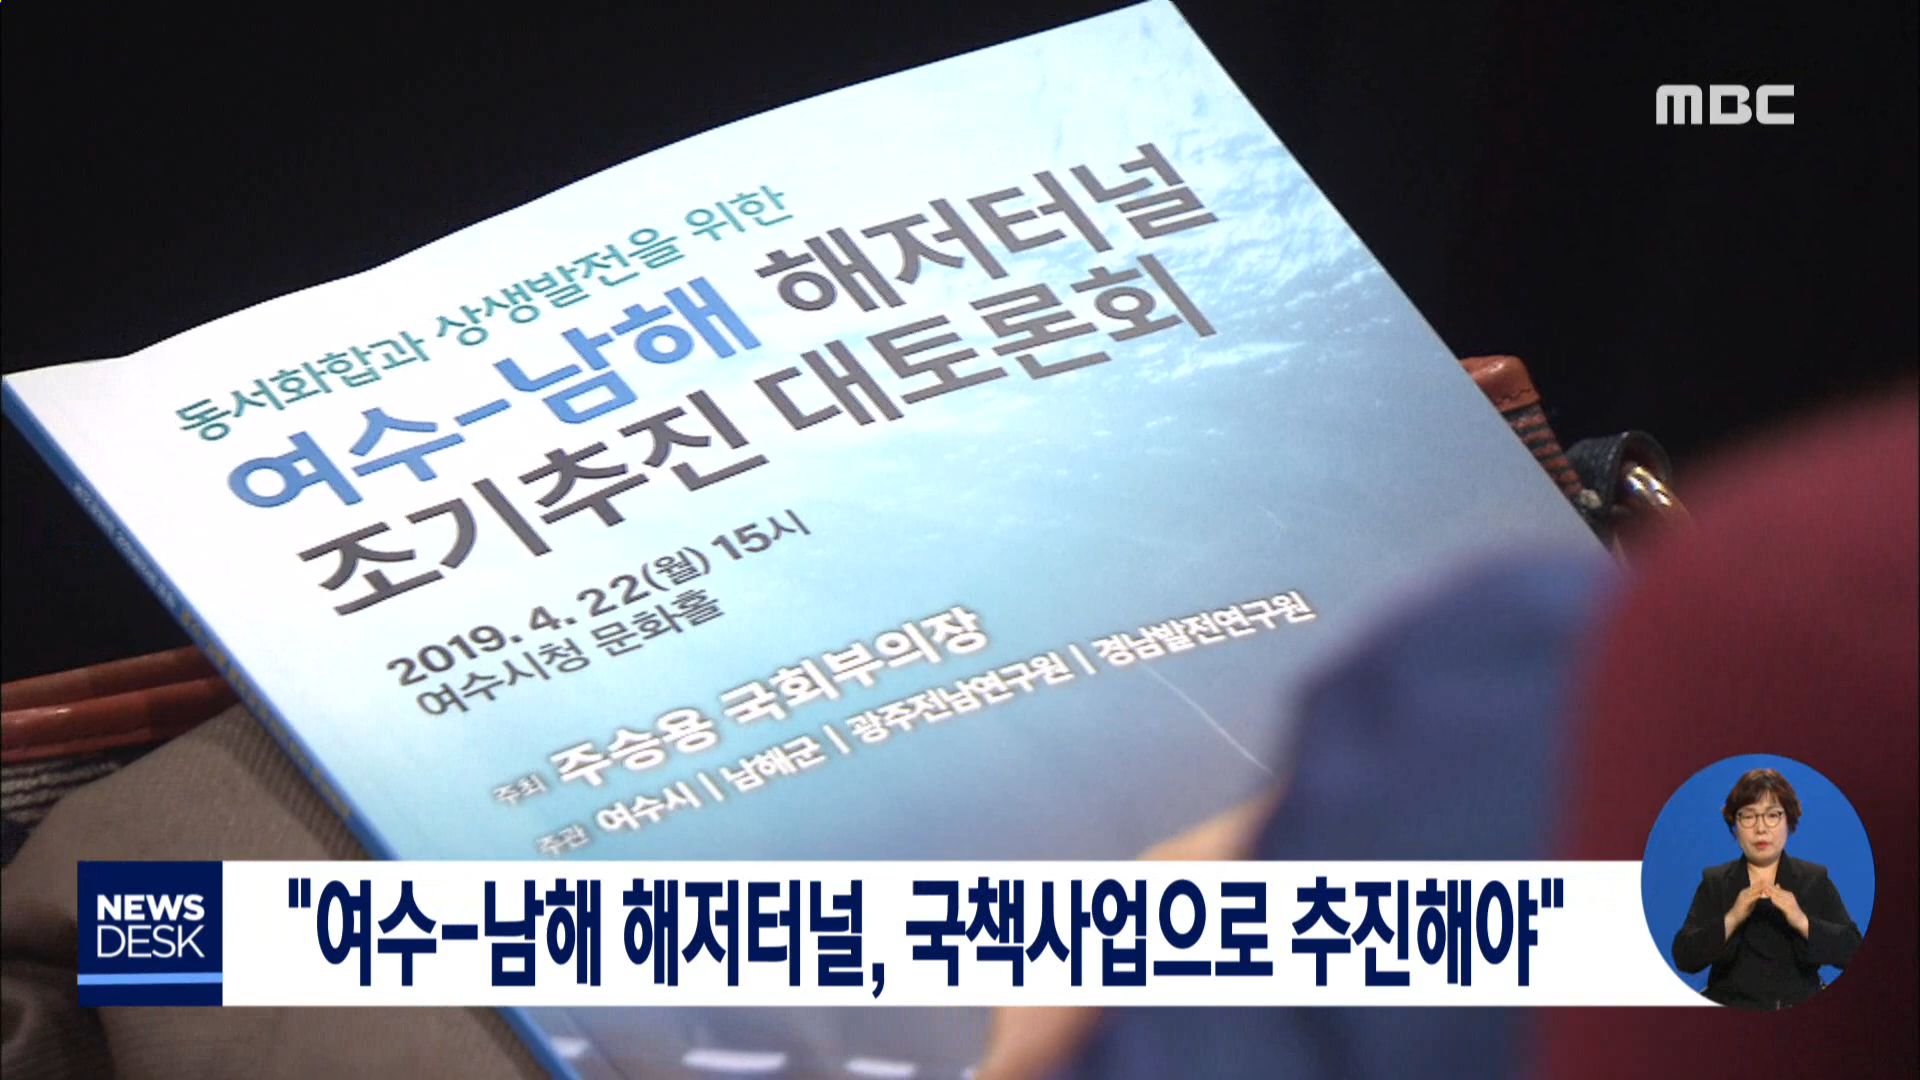 MBC
동서화합과 상생발전을 위한
여수-남해 해저터널
조기추진 대토론회
2019. 4. 22(월) 15시
여수시청 문화홀
주최 주승용 국회부의장
주관 여수시 | 남해군 | 광주전남연구원 | 경남발전연구원
NEWS
DESK
"여수-남해 해저터널, 국책사업으로 추진해야"